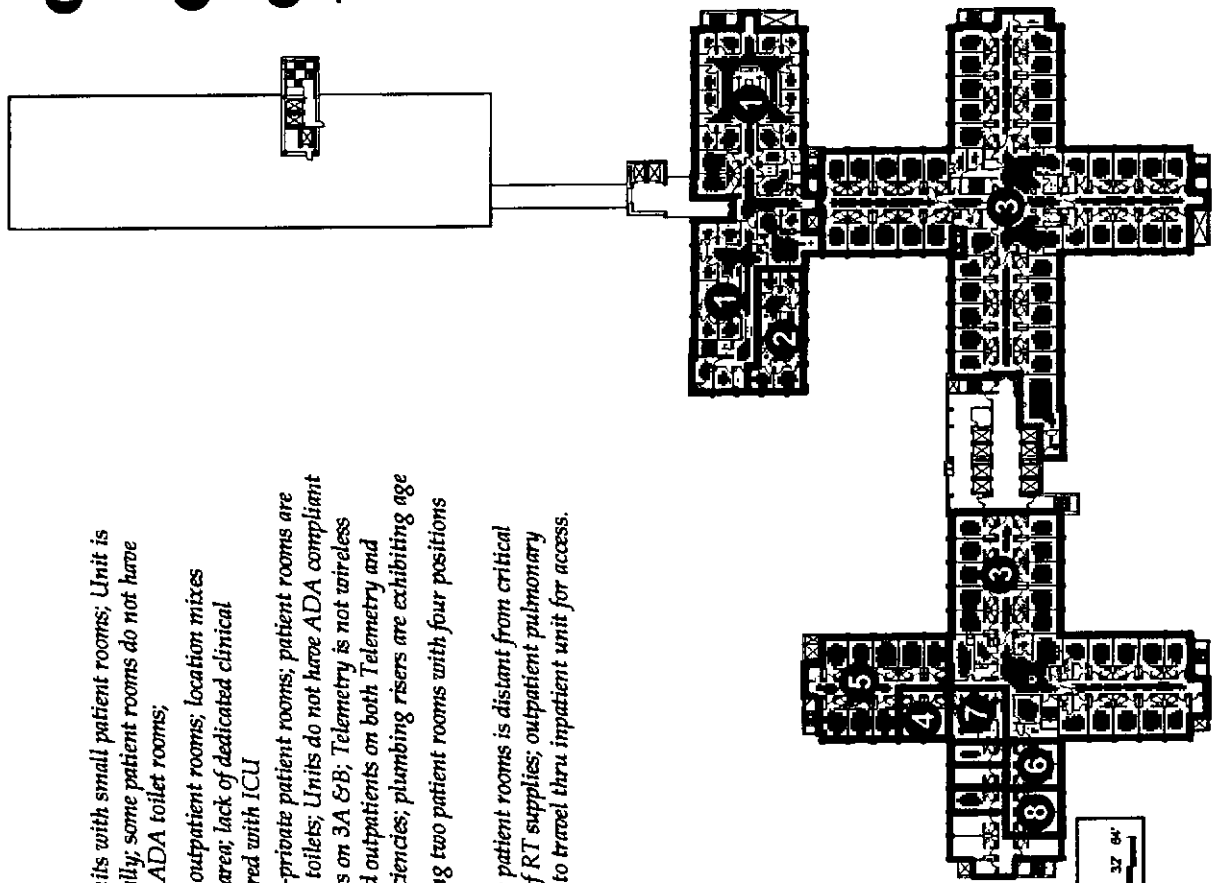 its with small patient rooms; Unit is
lly; some patient rooms do not have
ADA toilet rooms;
outpatient rooms; location mixes
area; lack of dedicated clinical
red with ICU
-private patient rooms; patient rooms are
toilets; Units do not have ADA compliant
s on 3A &B; Telemetry is not wireless
d outpatients on both Telemetry and
ciencies; plumbing risers are exhibiting age
ng two patient rooms with four positions
patient rooms is distant from critical
f RT supplies; outpatient pulmonary
to travel thru inpatient unit for access.
1
1
2
3
3
5
4
7
6
8
32' 64'